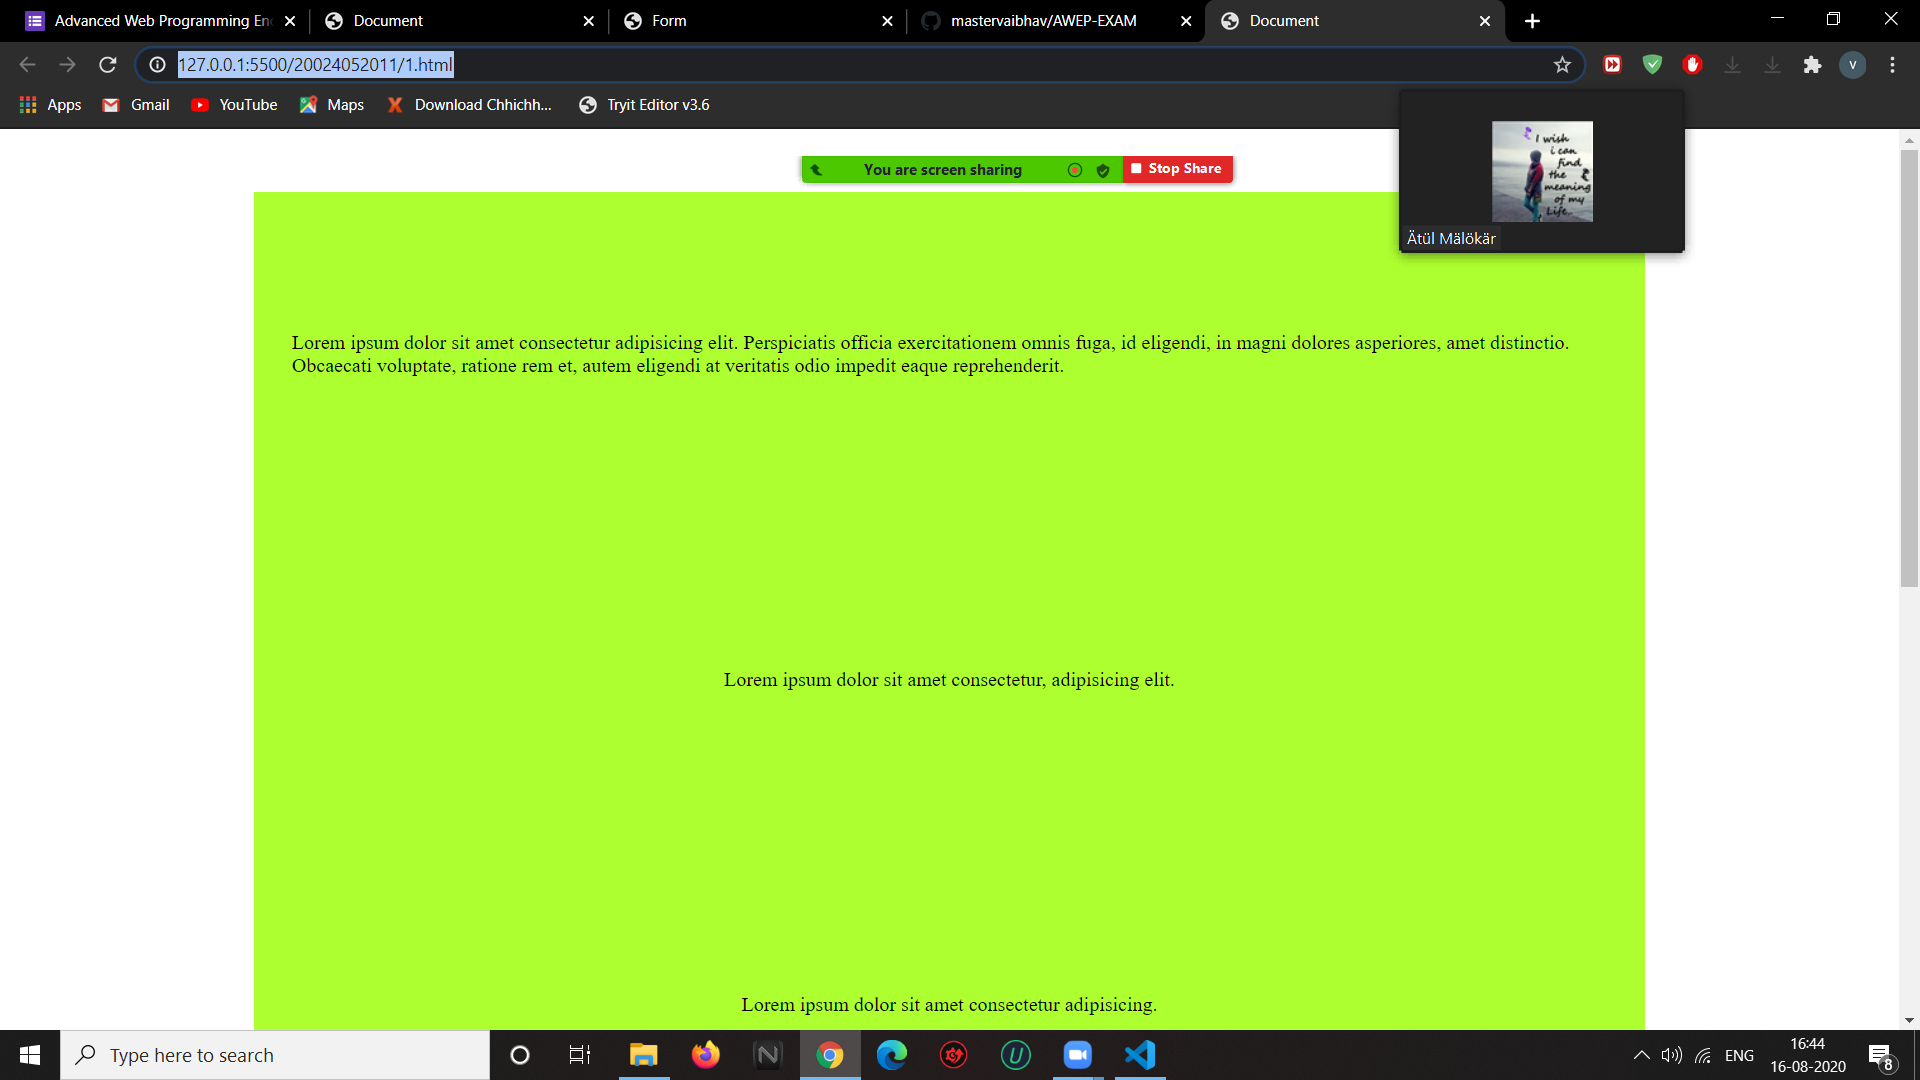 Advanced Web Programming En
Document
Form
mastervaibhav/AWEP-EXAM
Document
127.0.0.1:5500/20024052011/1.html
V
Apps
Gmail
YouTube
Maps
Download Chhichh...
Tryit Editor v3.6
You are screen sharing
Stop Share
I wish
i can
find
the
meaning
of my
Life..
Ätül Mälökär
Lorem ipsum dolor sit amet consectetur adipisicing elit. Perspiciatis officia exercitationem omnis fuga, id eligendi, in magni dolores asperiores, amet distinctio.
Obcaecati voluptate, ratione rem et, autem eligendi at veritatis odio impedit eaque reprehenderit.
Lorem ipsum dolor sit amet consectetur, adipisicing elit.
Lorem ipsum dolor sit amet consectetur adipisicing.
Type here to search
N
U
ENG
16:44
16-08-2020
8